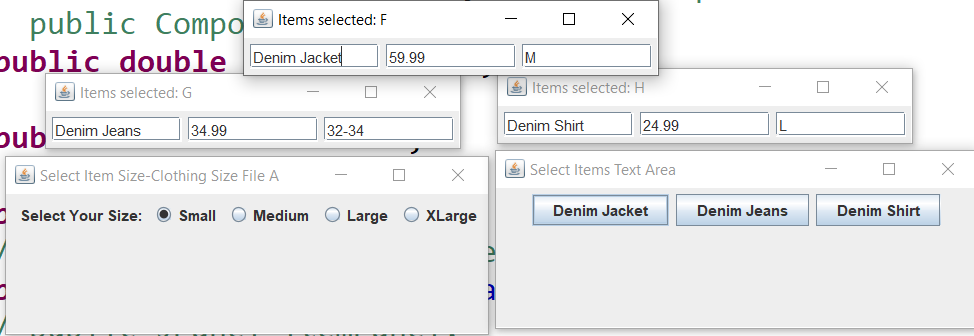 public Compo
Items selected: F
public double
Denim Jacket 59.99 M
Items selected: G
Items selected: H
Denim Jeans 34.99 32-34
Denim Shirt 24.99 L
Select Item Size-Clothing Size File A
Select Items Text Area
Select Your Size: Small Medium Large XLarge
Denim Jacket Denim Jeans Denim Shirt